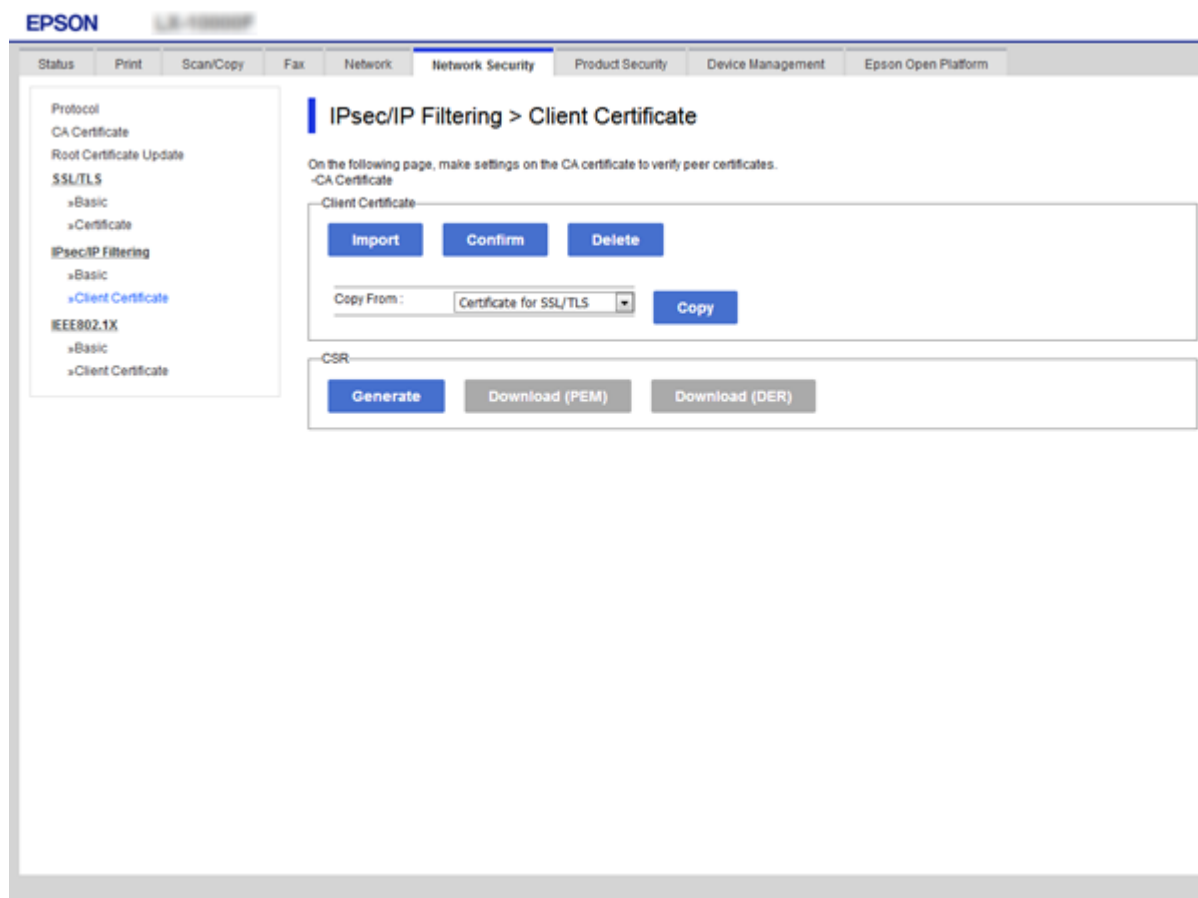 EPSON
Status Print Scan/Copy Fax Network Network Security Product Security Device Management Epson Open Platform
Protocol
CA Certificate
Root Certificate Update
SSL/TLS
»Basic
»Certificate
IPsec/IP Filtering
»Basic
»Client Certificate
IEEE802.1X
»Basic
»Client Certificate
IPsec/IP Filtering > Client Certificate
On the following page, make settings on the CA certificate to verify peer certificates.
-CA Certificate
Client Certificate
Import Confirm Delete
Copy From : Certificate for SSL/TLS Copy
CSR
Generate Download (PEM) Download (DER)